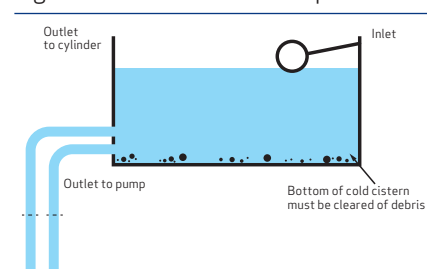 Outlet
to cylinder
Inlet
Outlet to pump
Bottom of cold cistern
must be cleared of debris